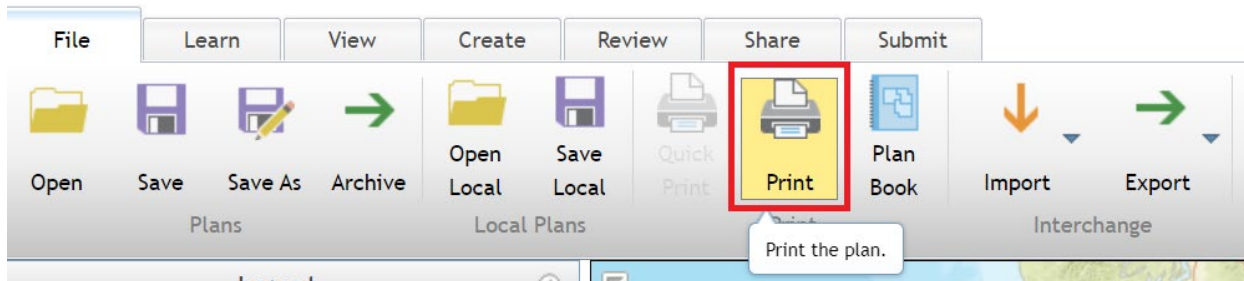 File Learn View Create Review Share Submit
Open Save Save As Archive Open Local Save Local Quick Print Print Plan Book Import Export
Plans Local Plans Print Interchange
Print the plan.